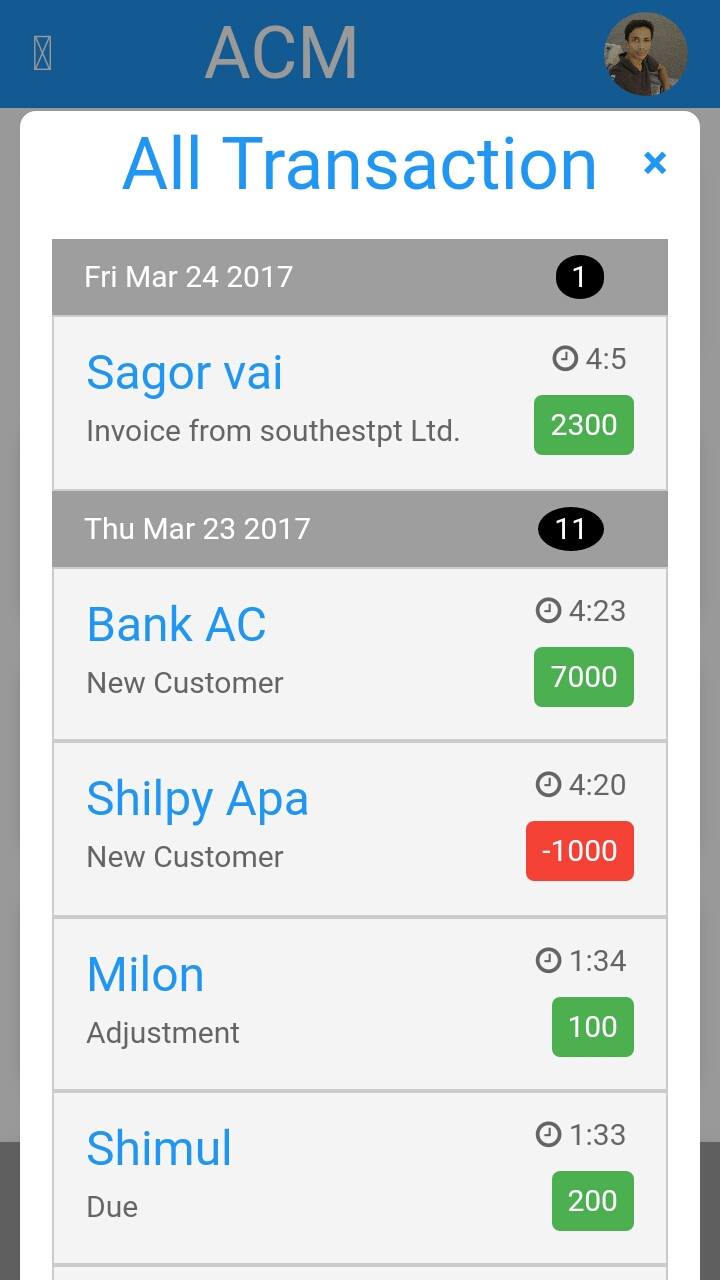 ACM
All Transaction ×
Fri Mar 24 2017 1
Sagor vai 4:5
Invoice from southestpt Ltd. 2300
Thu Mar 23 2017 11
Bank AC 4:23
New Customer 7000
Shilpy Apa 4:20
New Customer -1000
Milon 1:34
Adjustment 100
Shimul 1:33
Due 200